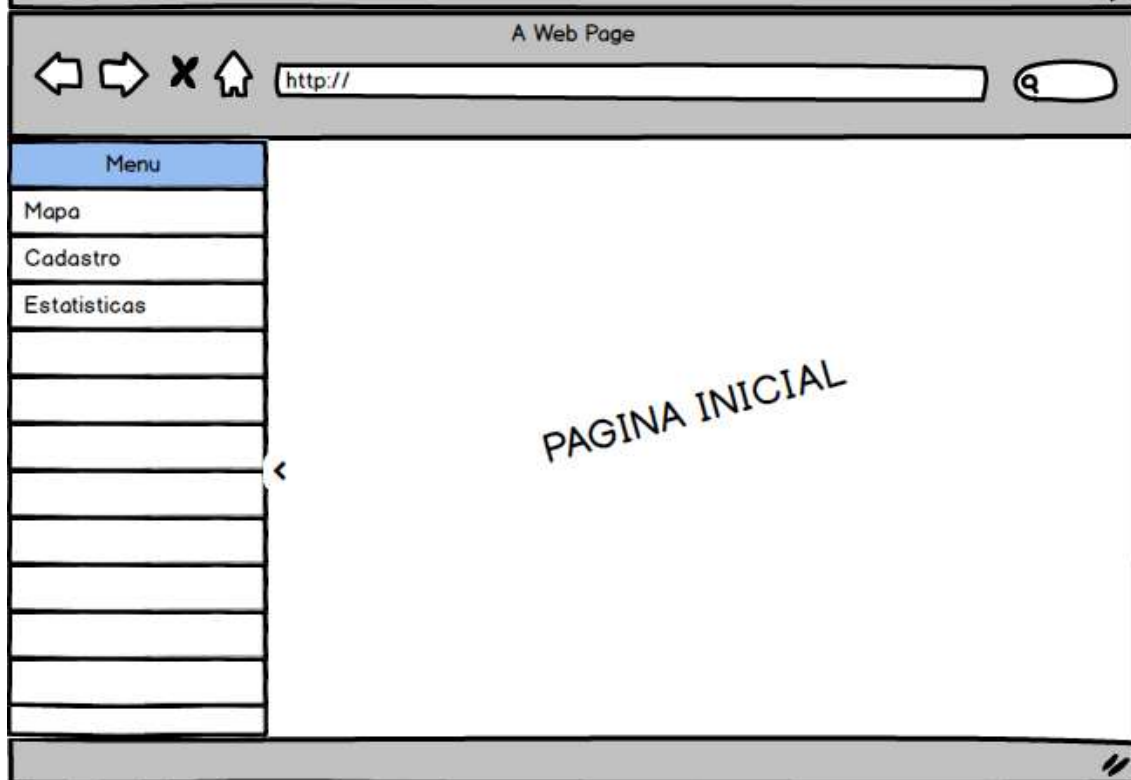 A Web Page
http://
Menu
Mapa
Cadastro
Estatisticas
PAGINA INICIAL